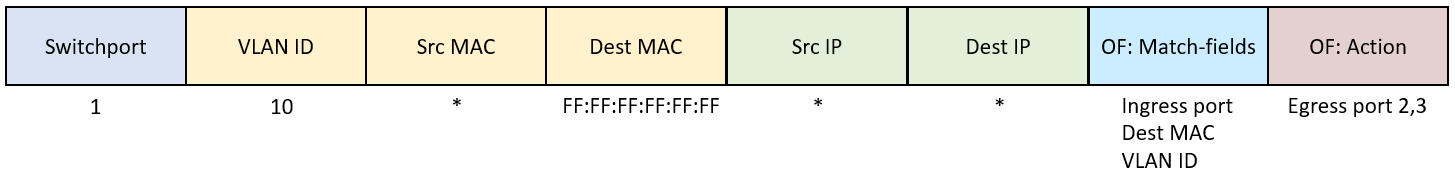 Switchport VLAN ID Src MAC Dest MAC Src IP Dest IP OF: Match-fields OF: Action
1 10 * FF:FF:FF:FF:FF:FF * * Ingress port Egress port 2,3
Dest MAC
VLAN ID